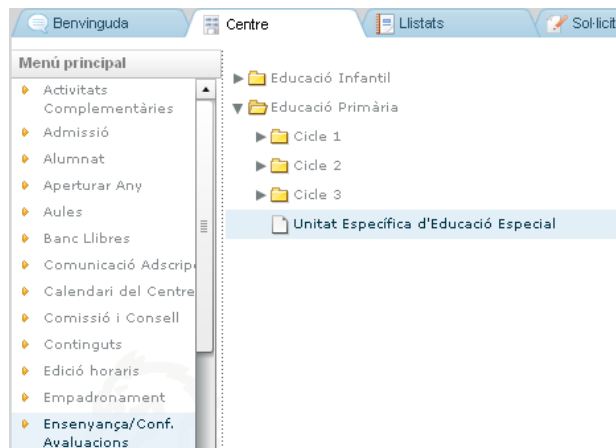 Benvinguda
Centre
Llistats
Sol·licit
Menú principal
Activitats
Complementàries
Admissió
Alumnat
Aperturar Any
Aules
Banc Llibres
Comunicació Adscrip
Calendari del Centre
Comissió i Consell
Continguts
Edició horaris
Empadronament
Ensenyança/Conf.
Avaluacions
Educació Infantil
Educació Primària
Cicle 1
Cicle 2
Cicle 3
Unitat Específica d'Educació Especial